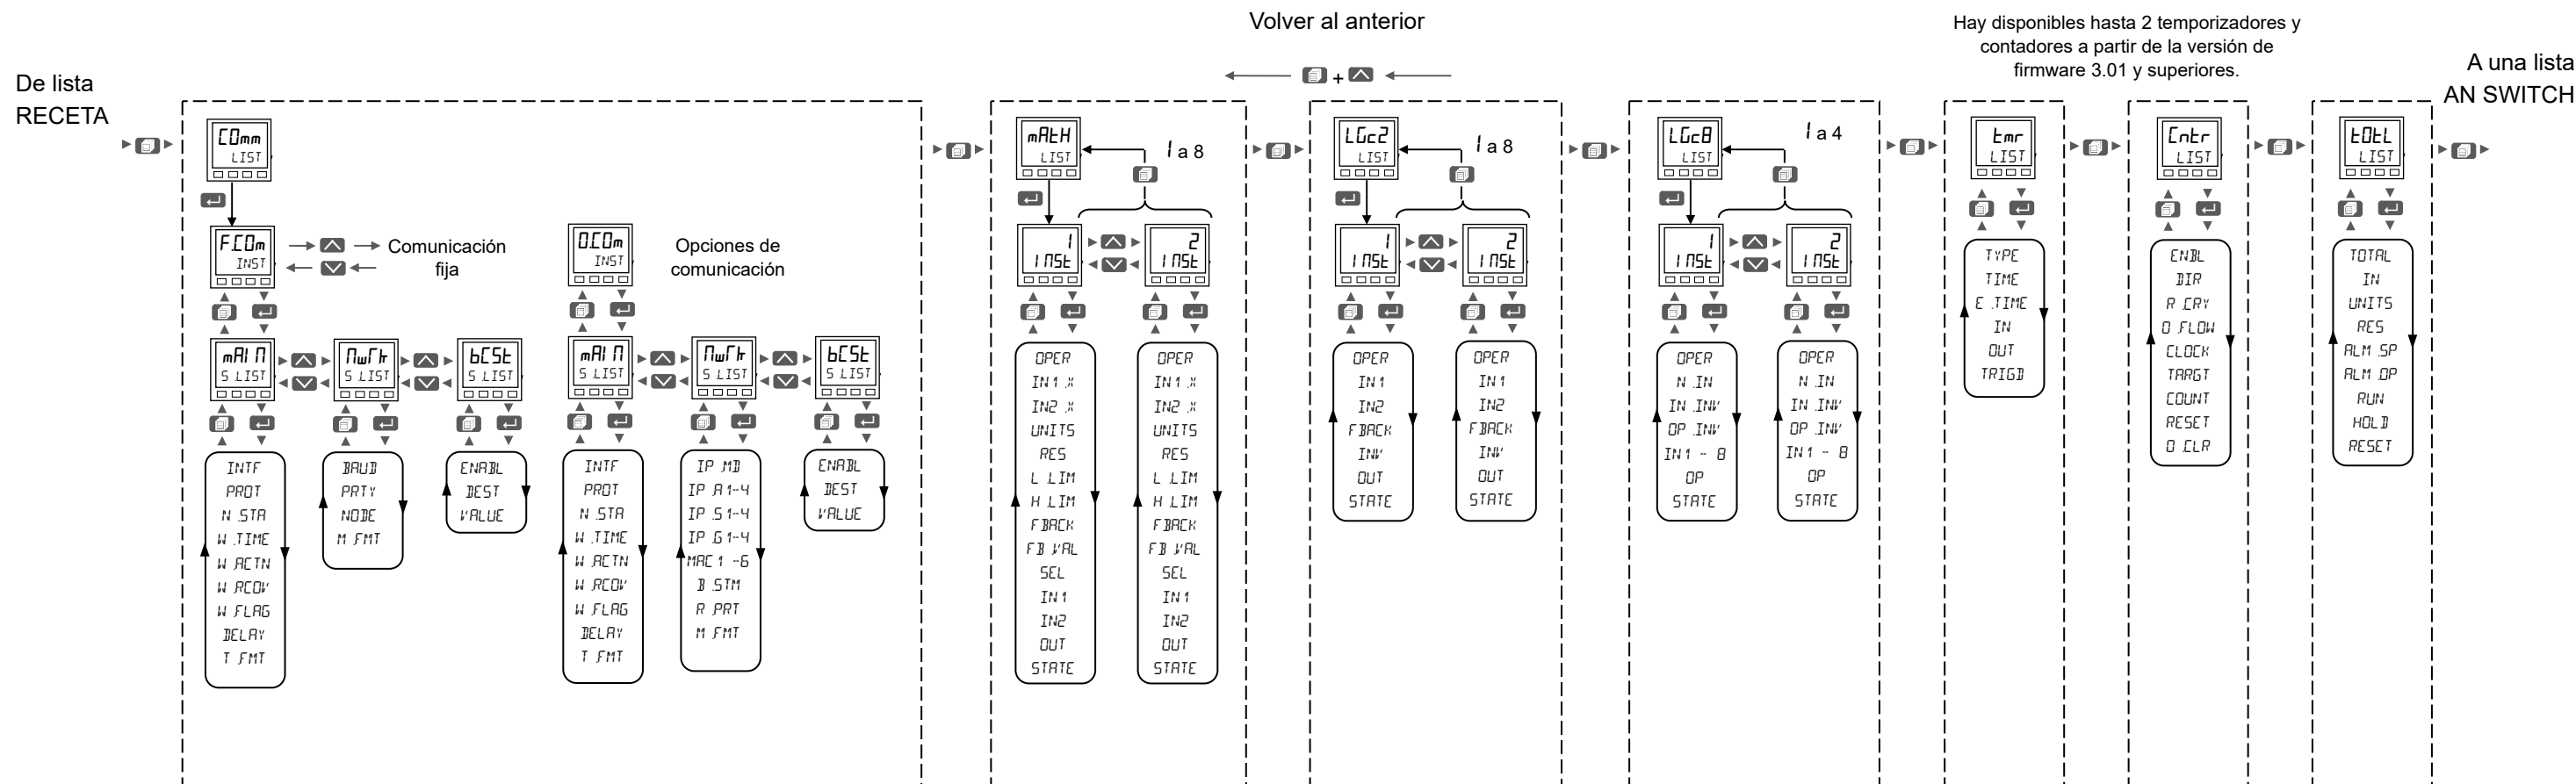 Volver al anterior
Hay disponibles hasta 2 temporizadores y
contadores a partir de la versión de
firmware 3.01 y superiores.
De lista
RECETA
+
A una lista
AN SWITCH
COmm
LIST
F.COm
INST
Comunicación
fija
O.COm
INST
Opciones de
comunicación
mAIn
S.LIST
nwrk
S.LIST
bCSt
S.LIST
mAIn
S.LIST
nwrk
S.LIST
bCSt
S.LIST
INTF
PROT
N.STA
W.TIME
W.ACTN
W.RCOV
W.FLAG
DELAY
T.FMT
BAUD
PRTY
NODE
M.FMT
ENABL
DEST
VALUE
INTF
PROT
N.STA
W.TIME
W.ACTN
W.RCOV
W.FLAG
DELAY
T.FMT
IP.MD
IP.A1--4
IP.S1--4
IP.G1--4
MAC1--6
B.STM
R.PRT
M.FMT
ENABL
DEST
VALUE
mAtH
LIST
1 a 8
1
InSt
2
InSt
OPER
IN1.X
IN2.X
UNITS
RES
L.LIM
H.LIM
F.BACK
FB.VAL
SEL
IN1
IN2
OUT
STATE
OPER
IN1.X
IN2.X
UNITS
RES
L.LIM
H.LIM
F.BACK
FB.VAL
SEL
IN1
IN2
OUT
STATE
LGc2
LIST
1 a 8
1
InSt
2
InSt
OPER
IN1
IN2
F.BACK
INV
OUT
STATE
OPER
IN1
IN2
F.BACK
INV
OUT
STATE
LGc8
LIST
1 a 4
1
InSt
2
InSt
OPER
N.IN
IN.INV
OP.INV
IN1 -- 8
OP
STATE
OPER
N.IN
IN.INV
OP.INV
IN1 -- 8
OP
STATE
tmr
LIST
TYPE
TIME
E.TIME
IN
OUT
TRIGD
Cntr
LIST
ENBL
DIR
R.CRY
O.FLOW
CLOCK
TARGT
COUNT
RESET
O.CLR
tOtL
LIST
TOTAL
IN
UNITS
RES
ALM.SP
ALM.OP
RUN
HOLD
RESET